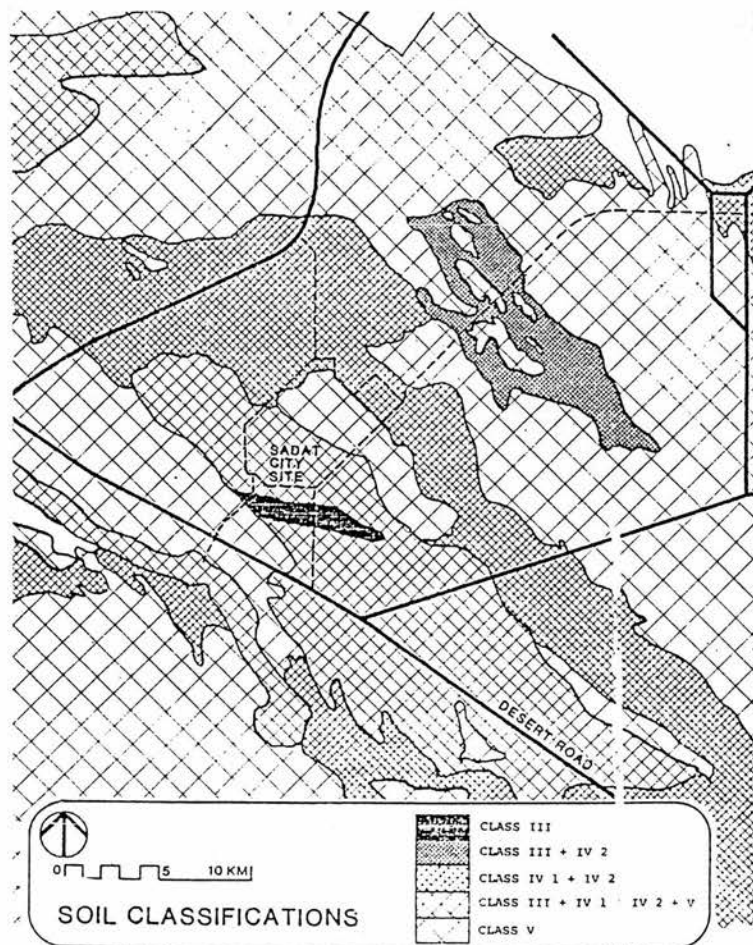 SADAT
CITY
SITE
DESERT ROAD
0 5 10 KM
SOIL CLASSIFICATIONS
CLASS III
CLASS III + IV 2
CLASS IV 1 + IV 2
CLASS III + IV 1 IV 2 + V
CLASS V